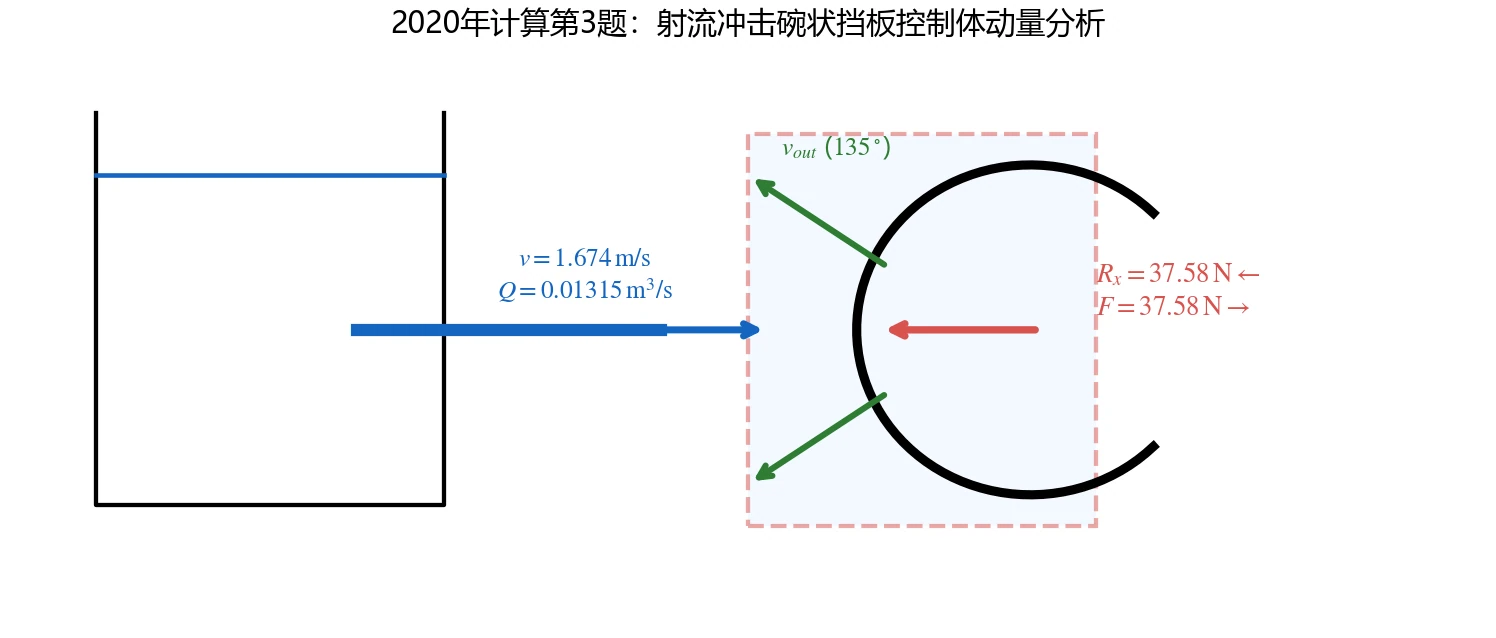 2020年计算第3题：射流冲击碗状挡板控制体动量分析
v_out (135°)
v = 1.674 m/s
Q = 0.01315 m³/s
Rₓ = 37.58 N ←
F = 37.58 N →